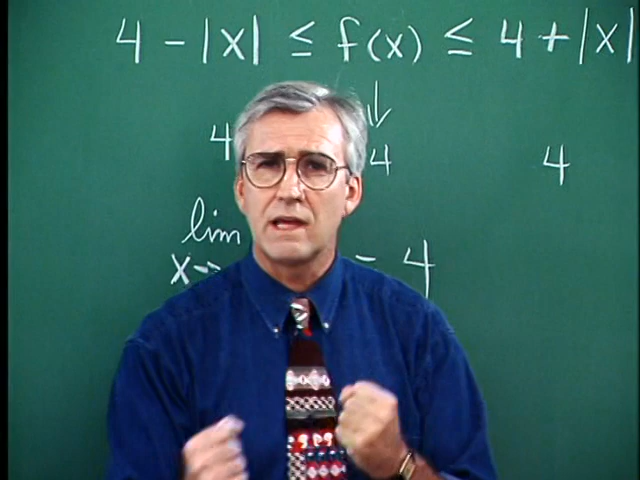 4 - |x| ≤ f(x) ≤ 4 + |x|
4 ↓ 4 4
lim = 4
x→